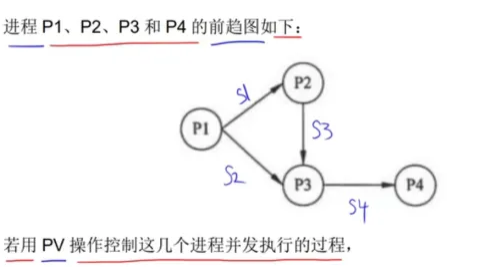 进程 P1、P2、P3 和 P4 的前趋图如下：
P2
S1
P1
S3
S2
P3
P4
S4
若用 PV 操作控制这几个进程并发执行的过程，